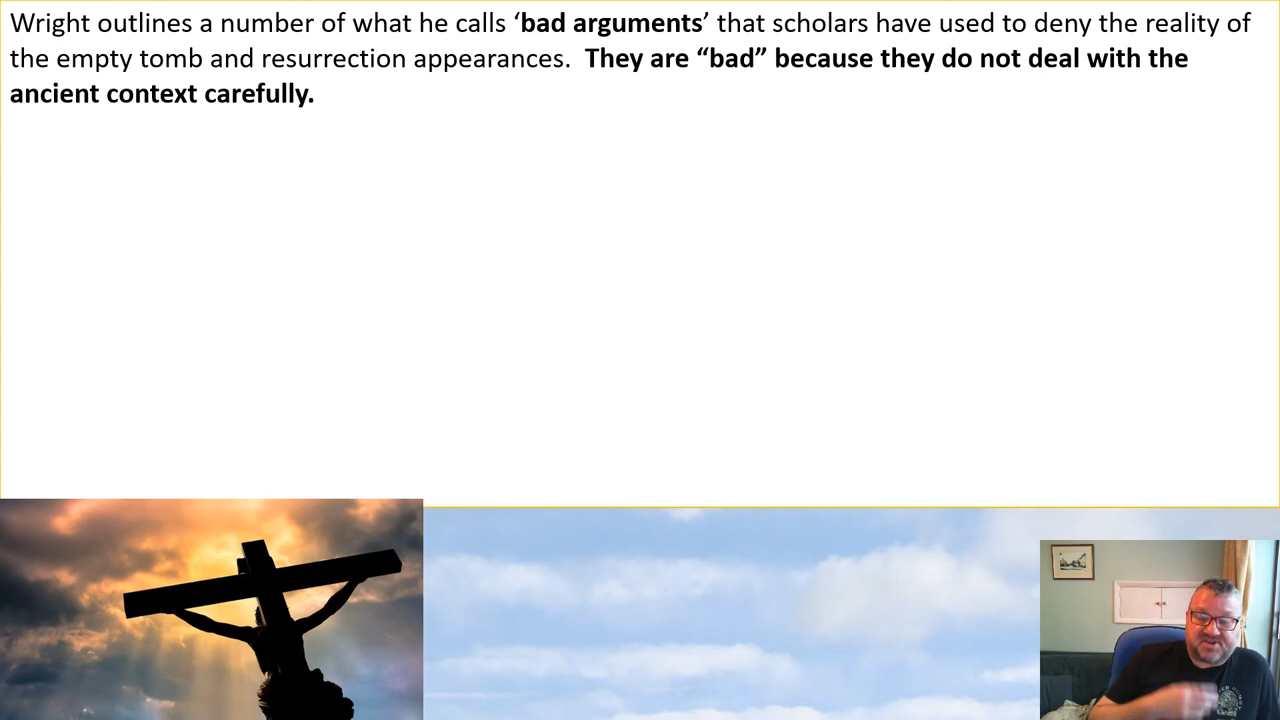 Wright outlines a number of what he calls ‘bad arguments’ that scholars have used to deny the reality of
the empty tomb and resurrection appearances.  They are “bad” because they do not deal with the
ancient context carefully.